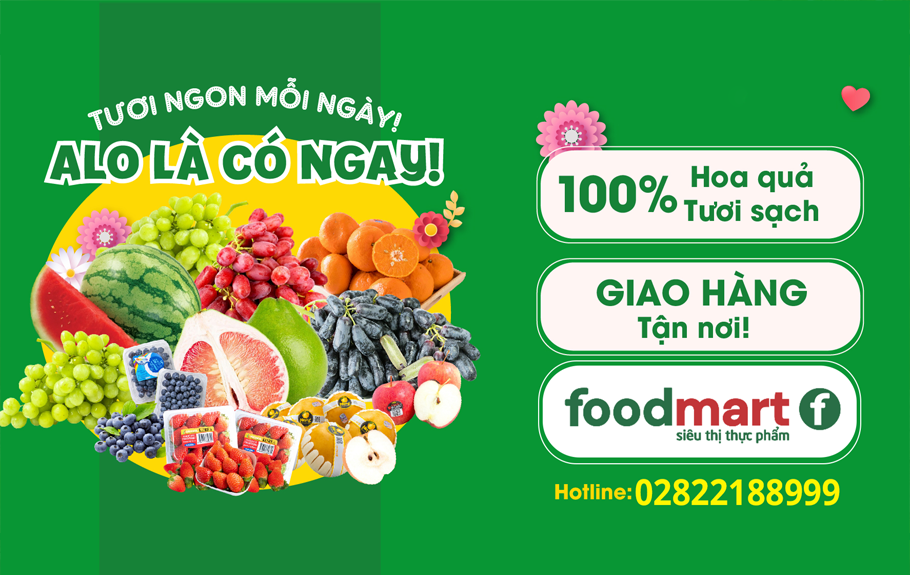 TƯƠI NGON MỖI NGÀY!
ALO LÀ CÓ NGAY!
100% Hoa quả
Tươi sạch
GIAO HÀNG
Tận nơi!
foodmart f
siêu thị thực phẩm
Hotline: 02822188999